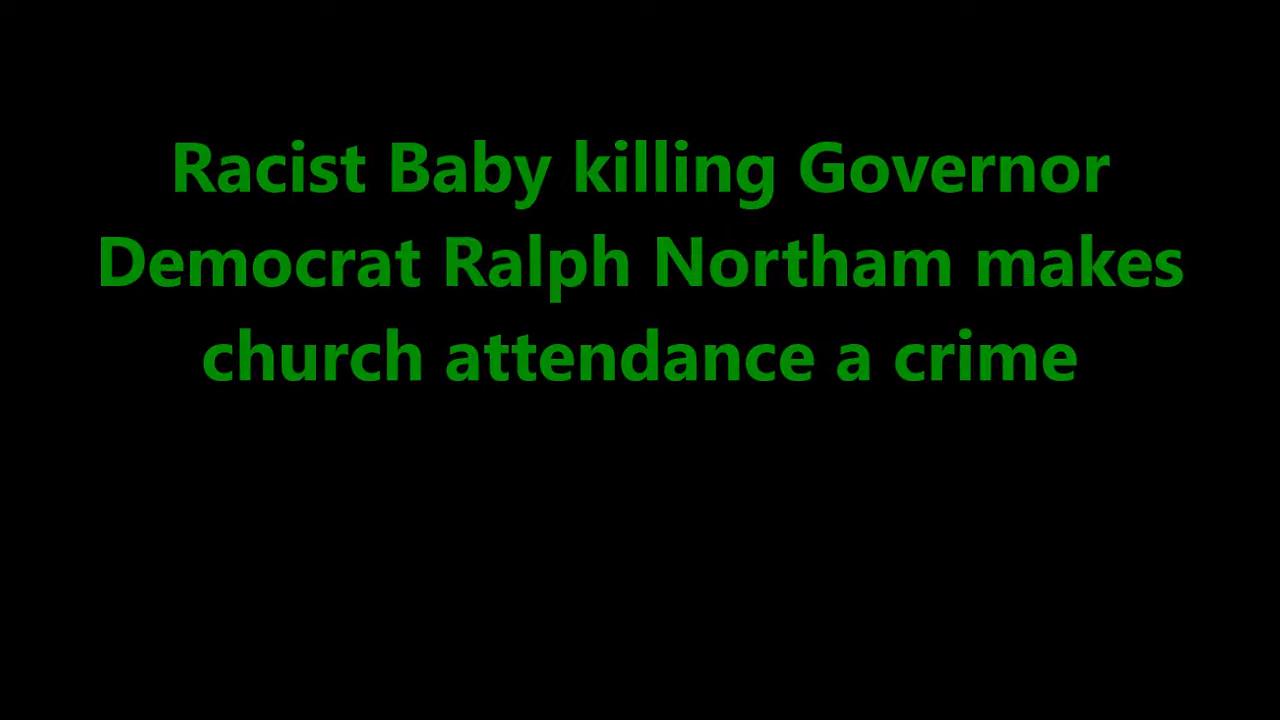 Racist Baby killing Governor
Democrat Ralph Northam makes
church attendance a crime